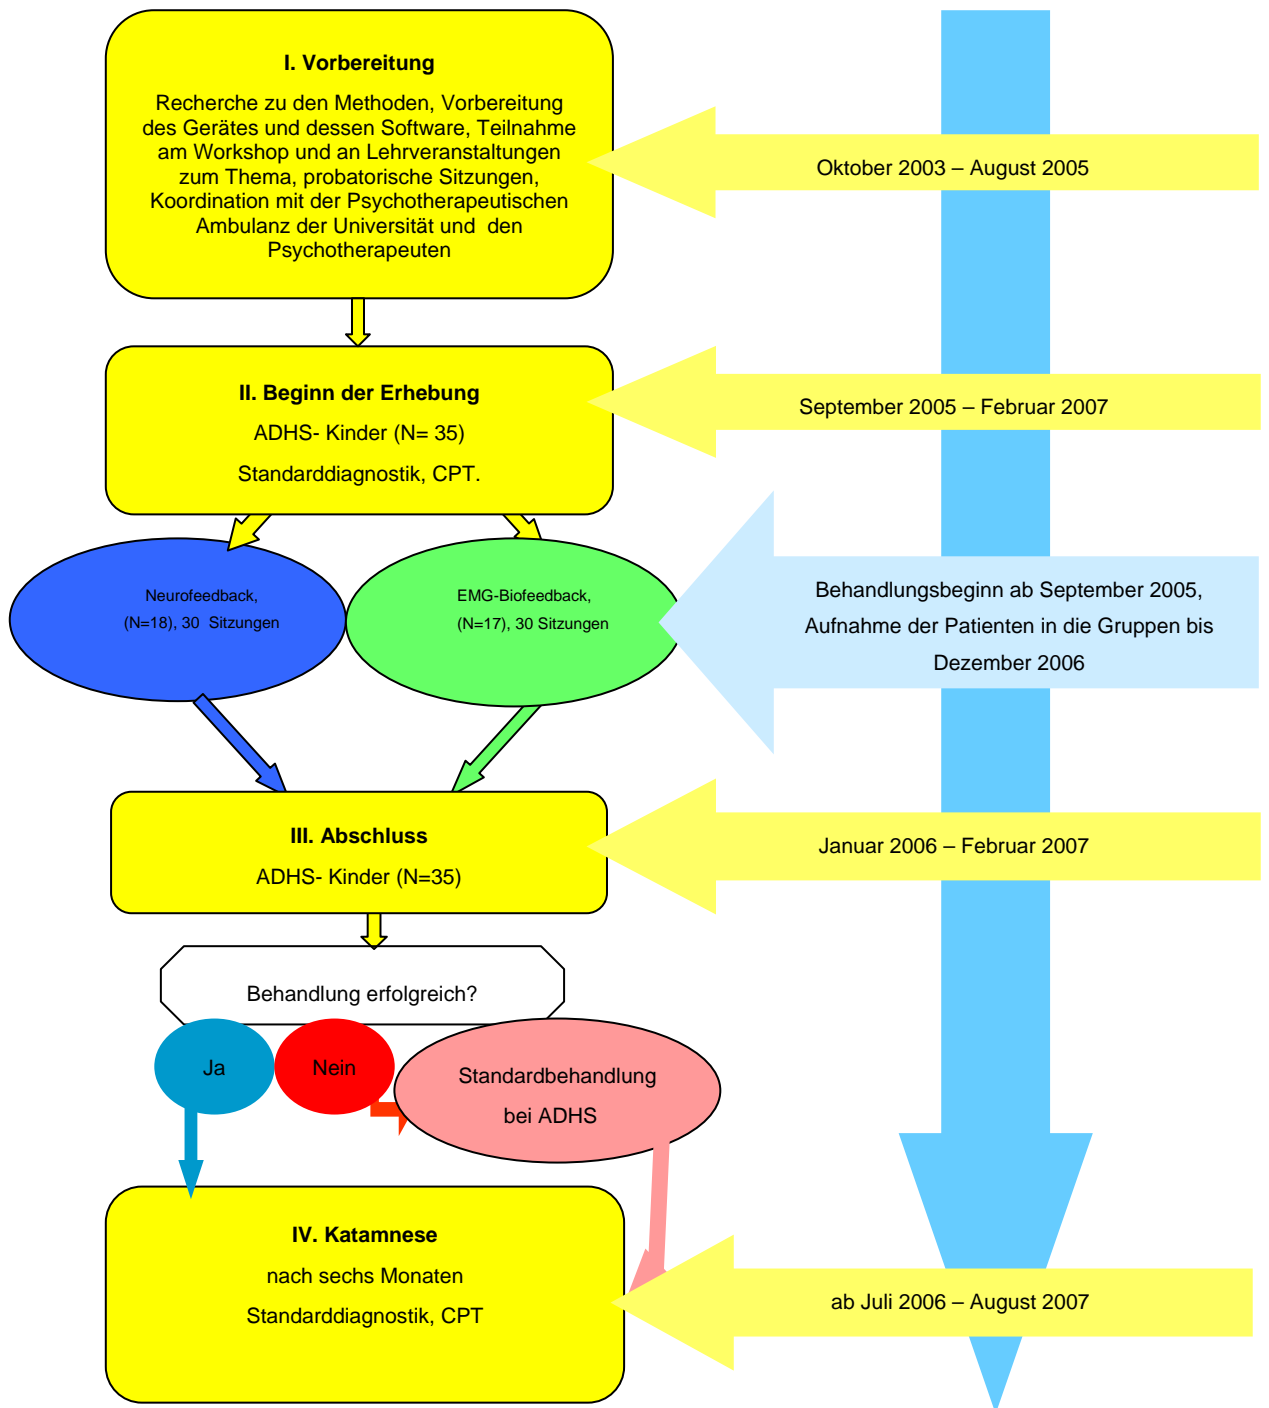 I. Vorbereitung
Recherche zu den Methoden, Vorbereitung
des Gerätes und dessen Software, Teilnahme
am Workshop und an Lehrveranstaltungen
zum Thema, probatorische Sitzungen,
Koordination mit der Psychotherapeutischen
Ambulanz der Universität und den
Psychotherapeuten
Oktober 2003 – August 2005
II. Beginn der Erhebung
ADHS- Kinder (N= 35)
Standarddiagnostik, CPT.
September 2005 – Februar 2007
Neurofeedback,
(N=18), 30 Sitzungen
EMG-Biofeedback,
(N=17), 30 Sitzungen
Behandlungsbeginn ab September 2005,
Aufnahme der Patienten in die Gruppen bis
Dezember 2006
III. Abschluss
ADHS- Kinder (N=35)
Januar 2006 – Februar 2007
Behandlung erfolgreich?
Ja
Nein
Standardbehandlung
bei ADHS
IV. Katamnese
nach sechs Monaten
Standarddiagnostik, CPT
ab Juli 2006 – August 2007